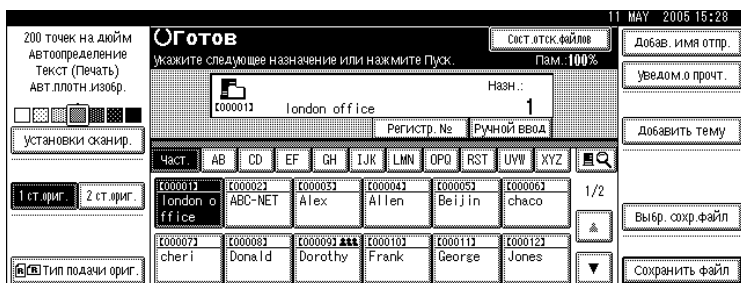 11 MAY 2005 15:28
200 точек на дюйм
Автоопределение
Текст (Печать)
Авт.плотн.изобр.
Установки сканир.
1 ст.ориг.
2 ст.ориг.
Тип подачи ориг.
Готов
Сост.отск.файлов
Укажите следующее назначение или нажмите Пуск.
Пам.:100%
[00001]
london office
Назн.:
1
Регистр. №
Ручной ввод
Част. AB CD EF GH IJK LMN OPQ RST UVW XYZ
[00001] [00002] [00003] [00004] [00005] [00006]
london o ABC-NET Alex Allen Beijin chaco
ffice
1/2
[00007] [00008] [00009] [00010] [00011] [00012]
cheri Donald Dorothy Frank George Jones
Добав. имя отпр.
Уведом.о прочт.
Добавить тему
Выбр. сохр.файл
Сохранить файл